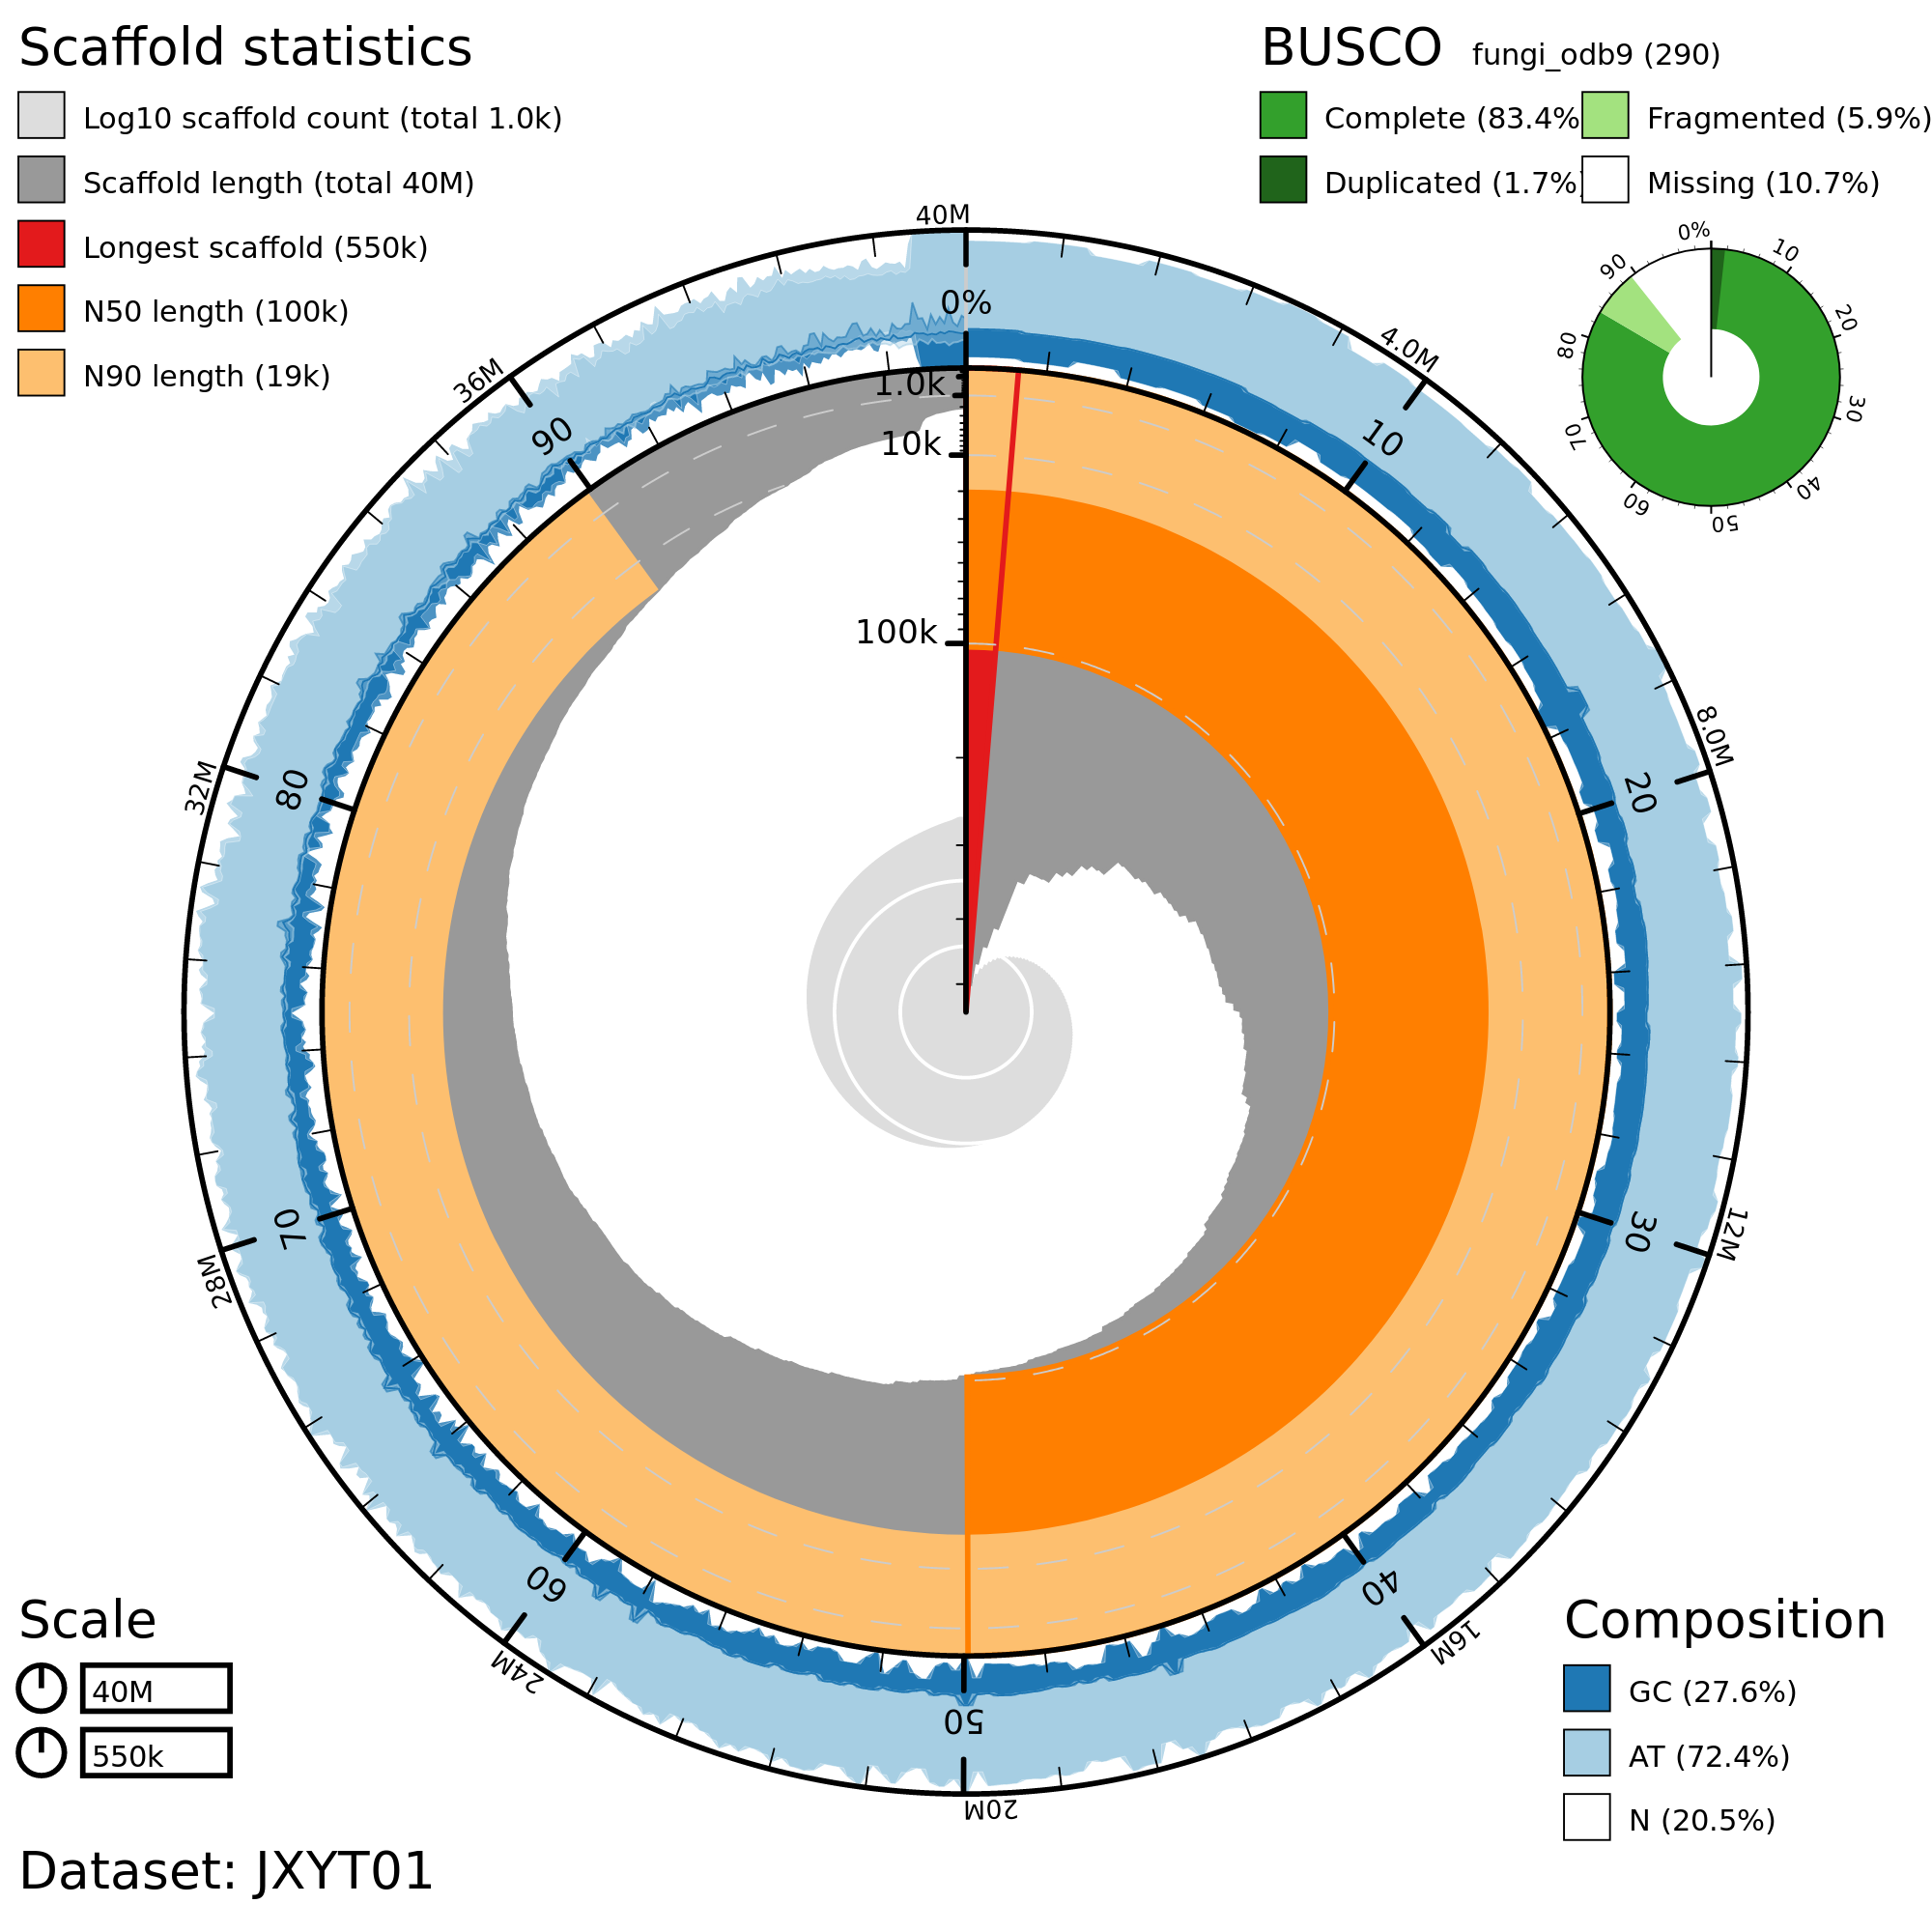 Scaffold statistics
Log10 scaffold count (total 1.0k)
Scaffold length (total 40M)
Longest scaffold (550k)
N50 length (100k)
N90 length (19k)
BUSCO fungi_odb9 (290)
Complete (83.4% Fragmented (5.9%)
Duplicated (1.7%) Missing (10.7%)
0%
10
20
30
40
50
60
70
80
90
40M
4.0M
8.0M
12M
16M
20M
24M
28M
32M
36M
0%
10
20
30
40
50
60
70
80
90
1.0k
10k
100k
Scale
40M
550k
Composition
GC (27.6%)
AT (72.4%)
N (20.5%)
Dataset: JXYT01